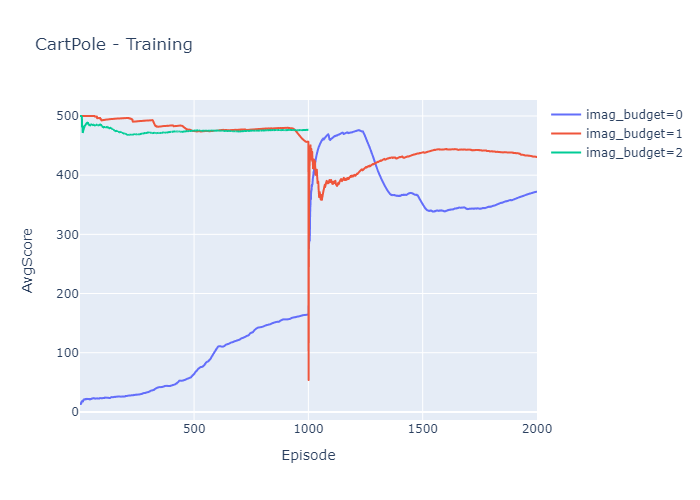 CartPole - Training
AvgScore
500
400
300
200
100
0
500
1000
1500
2000
Episode
imag_budget=0
imag_budget=1
imag_budget=2